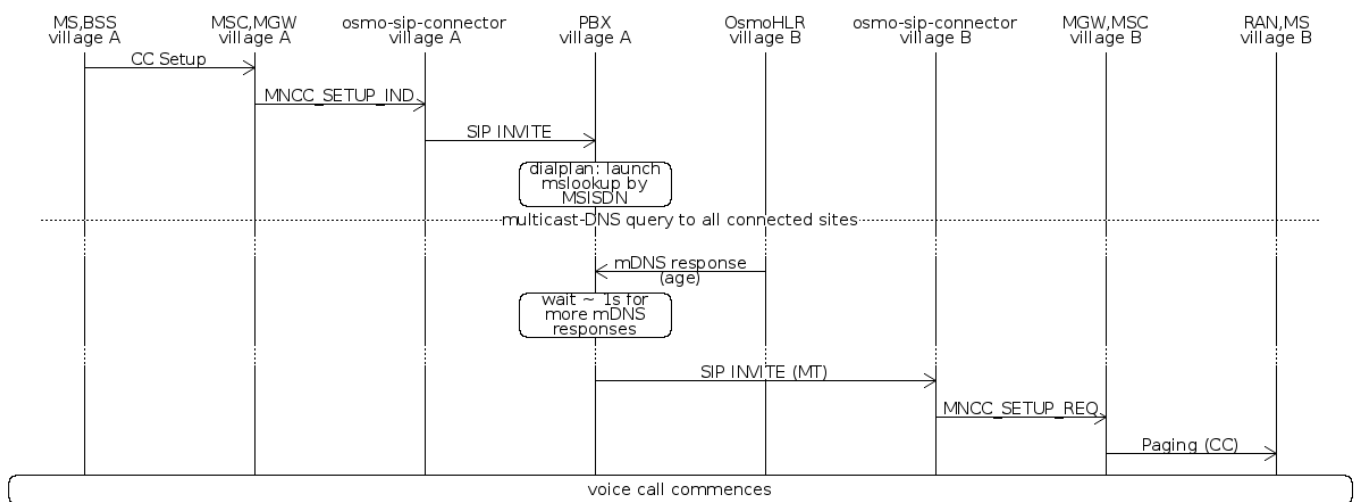 MS,BSS
village A
MSC,MGW
village A
osmo-sip-connector
village A
PBX
village A
OsmoHLR
village B
osmo-sip-connector
village B
MGW,MSC
village B
RAN,MS
village B
CC Setup
MNCC_SETUP_IND
SIP INVITE
dialplan: launch
mslookup by
MSISDN
multicast-DNS query to all connected sites
mDNS response
(age)
wait ~ 1s for
more mDNS
responses
SIP INVITE (MT)
MNCC_SETUP_REQ
Paging (CC)
voice call commences